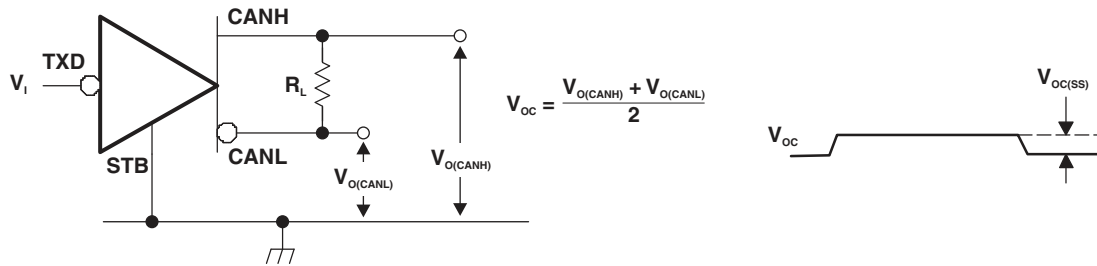 CANH
TXD
V_I
R_L
CANL
STB
V_O(CANL)
V_O(CANH)
V_OC = V_O(CANH) + V_O(CANL)
2
V_OC
V_OC(SS)